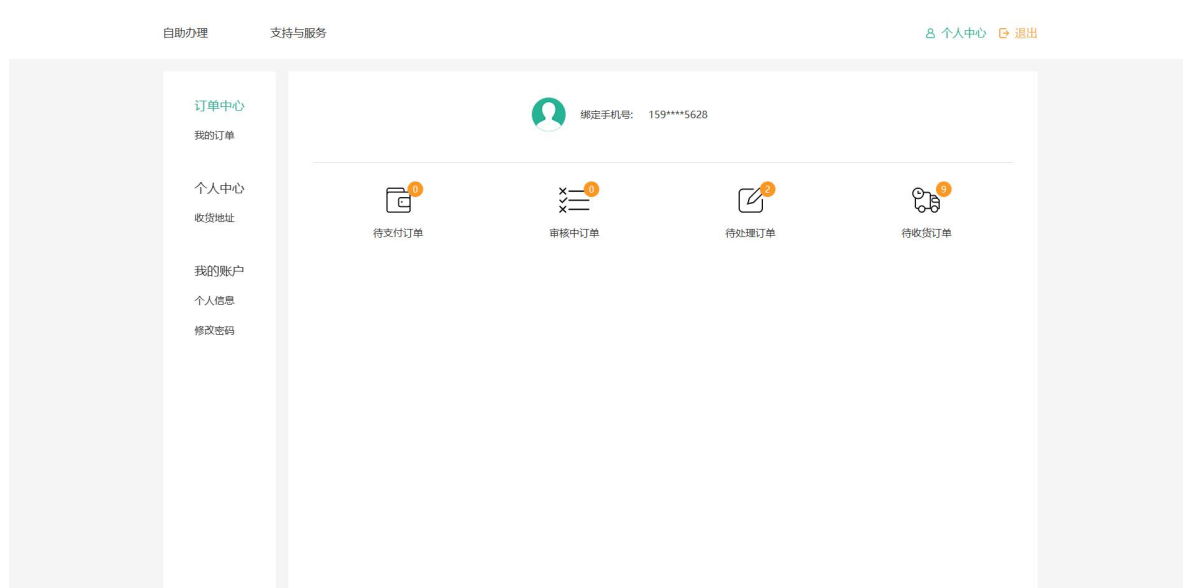 自助办理 支持与服务 个人中心 退出
订单中心
我的订单
个人中心
收货地址
我的账户
个人信息
修改密码
绑定手机号: 159****5628
0 0 2 9
待支付订单 审核中订单 待处理订单 待收货订单